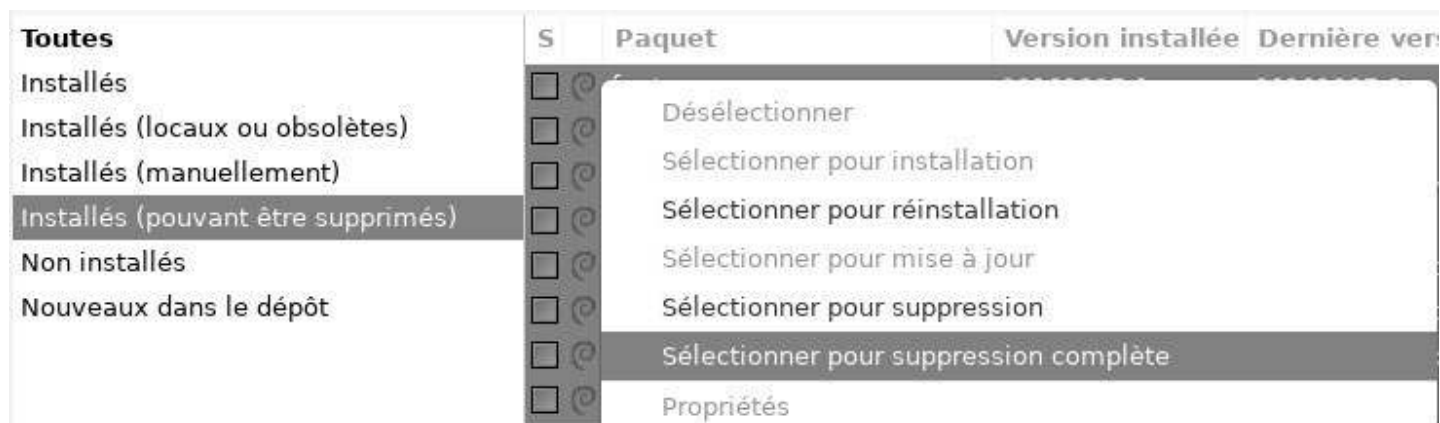 Toutes
Installés
Installés (locaux ou obsolètes)
Installés (manuellement)
Installés (pouvant être supprimés)
Non installés
Nouveaux dans le dépôt
S Paquet Version installée Dernière
Désélectionner
Sélectionner pour installation
Sélectionner pour réinstallation
Sélectionner pour mise à jour
Sélectionner pour suppression
Sélectionner pour suppression complète
Propriétés